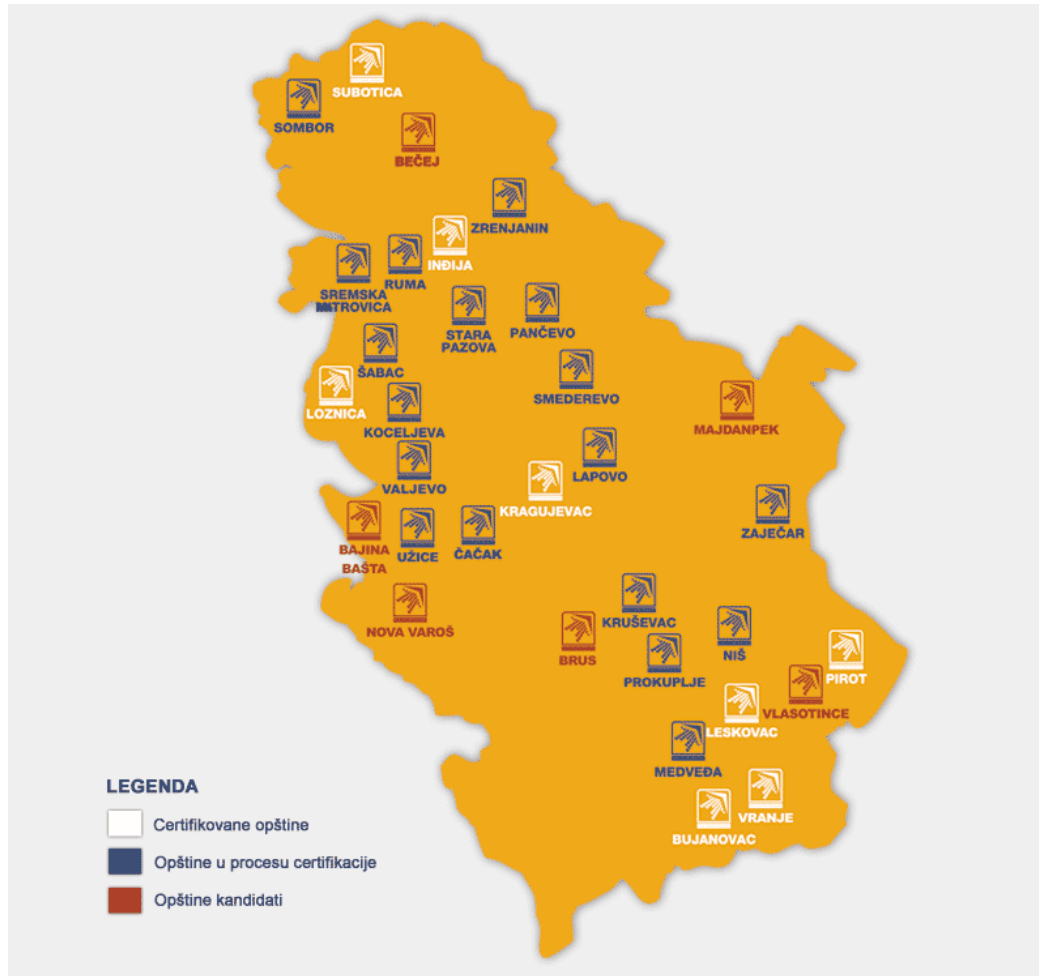 SUBOTICA
SOMBOR
BEČEJ
ZRENJANIN
INĐIJA
RUMA
SREMSKA
MITROVICA
STARA
PAZOVA
PANČEVO
ŠABAC
SMEDEREVO
LOZNICA
MAJDANPEK
KOCELJEVA
LAPOVO
VALJEVO
KRAGUJEVAC
ZAJEČAR
BAJINA
BAŠTA
UŽICE
ČAČAK
KRUŠEVAC
NOVA VAROŠ
BRUS
NIŠ
PROKUPLJE
PIROT
VLASOTINCE
LESKOVAC
MEDVEĐA
VRANJE
BUJANOVAC
LEGENDA
Certifikovane opštine
Opštine u procesu certifikacije
Opštine kandidati